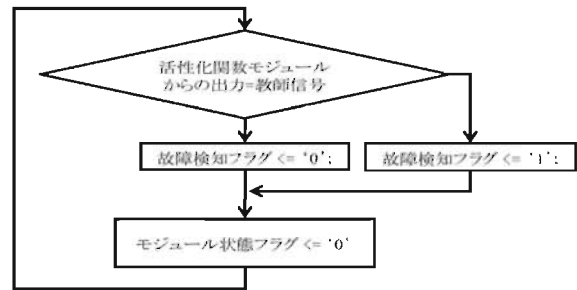 活性化関数モジュール
からの出力=教師信号
故障検知フラグ <= '0';
故障検知フラグ <= '1';
モジュール状態フラグ <= '0'